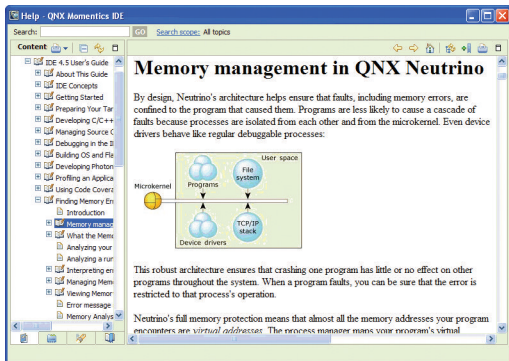 Help - QNX Momentics IDE
Search:
GO
Search scope: All topics
Content
IDE 4.5 User's Guide
About This Guide
IDE Concepts
Getting Started
Preparing Your Tar
Developing C/C++
Managing Source C
Debugging in the I
Building OS and Fla
Developing Photon
Profiling an Applica
Using Code Covera
Finding Memory Er
Introduction
Memory manag
What the Mem
Analyzing your
Analyzing a run
Interpreting er
Managing Mem
Viewing Memor
Error message
Memory Analys
Memory management in QNX Neutrino
By design, Neutrino's architecture helps ensure that faults, including memory errors, are
confined to the program that caused them. Programs are less likely to cause a cascade of
faults because processes are isolated from each other and from the microkernel. Even device
drivers behave like regular debuggable processes:
User space
Microkernel
Programs
File
system
Device drivers
TCP/IP
stack
This robust architecture ensures that crashing one program has little or no effect on other
programs throughout the system. When a program faults, you can be sure that the error is
restricted to that process's operation.
Neutrino's full memory protection means that almost all the memory addresses your program
encounters are virtual addresses. The process manager maps your program's virtual